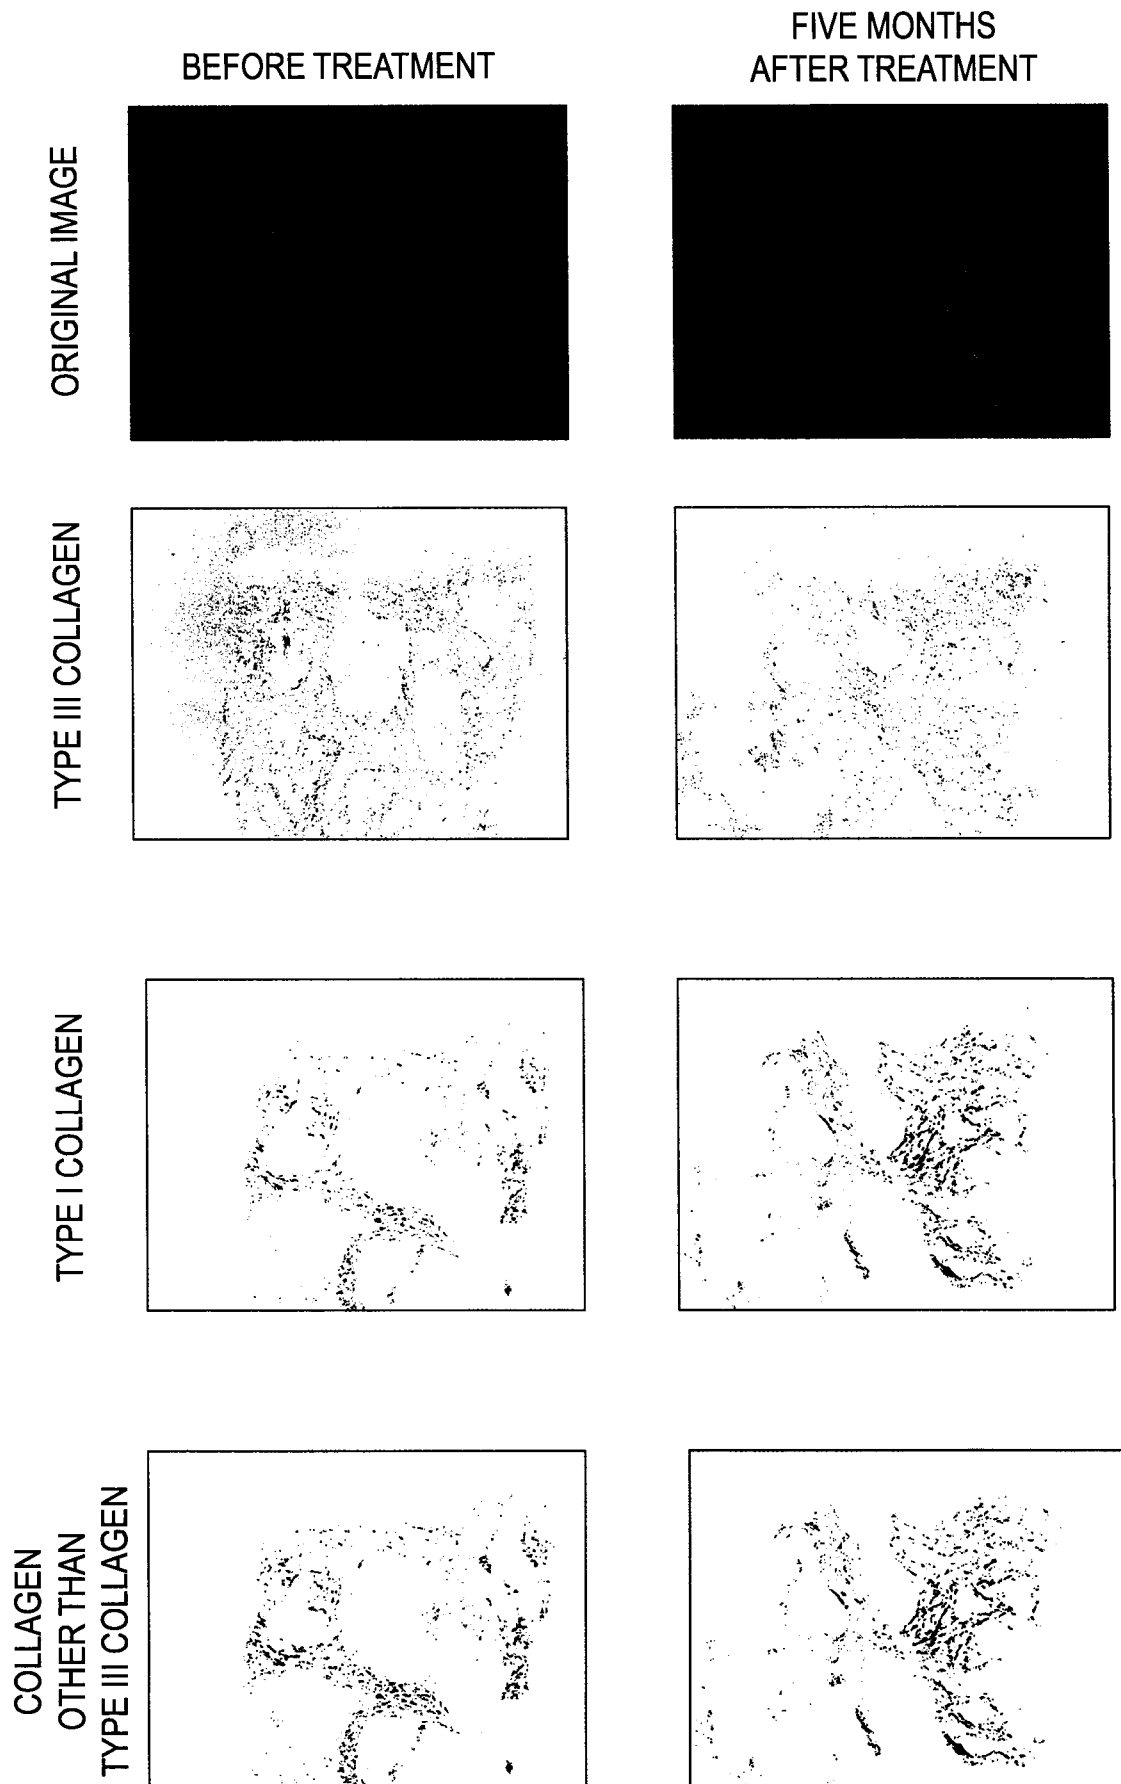 BEFORE TREATMENT
FIVE MONTHS
AFTER TREATMENT
ORIGINAL IMAGE
TYPE III COLLAGEN
TYPE I COLLAGEN
COLLAGEN
OTHER THAN
TYPE III COLLAGEN